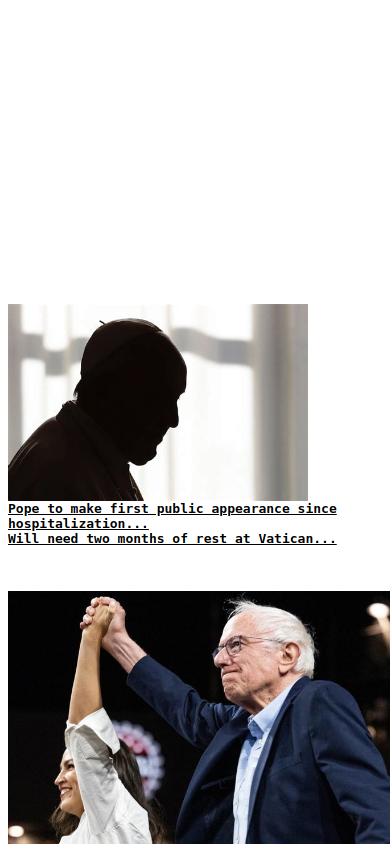 Pope to make first public appearance since
hospitalization...
Will need two months of rest at Vatican...